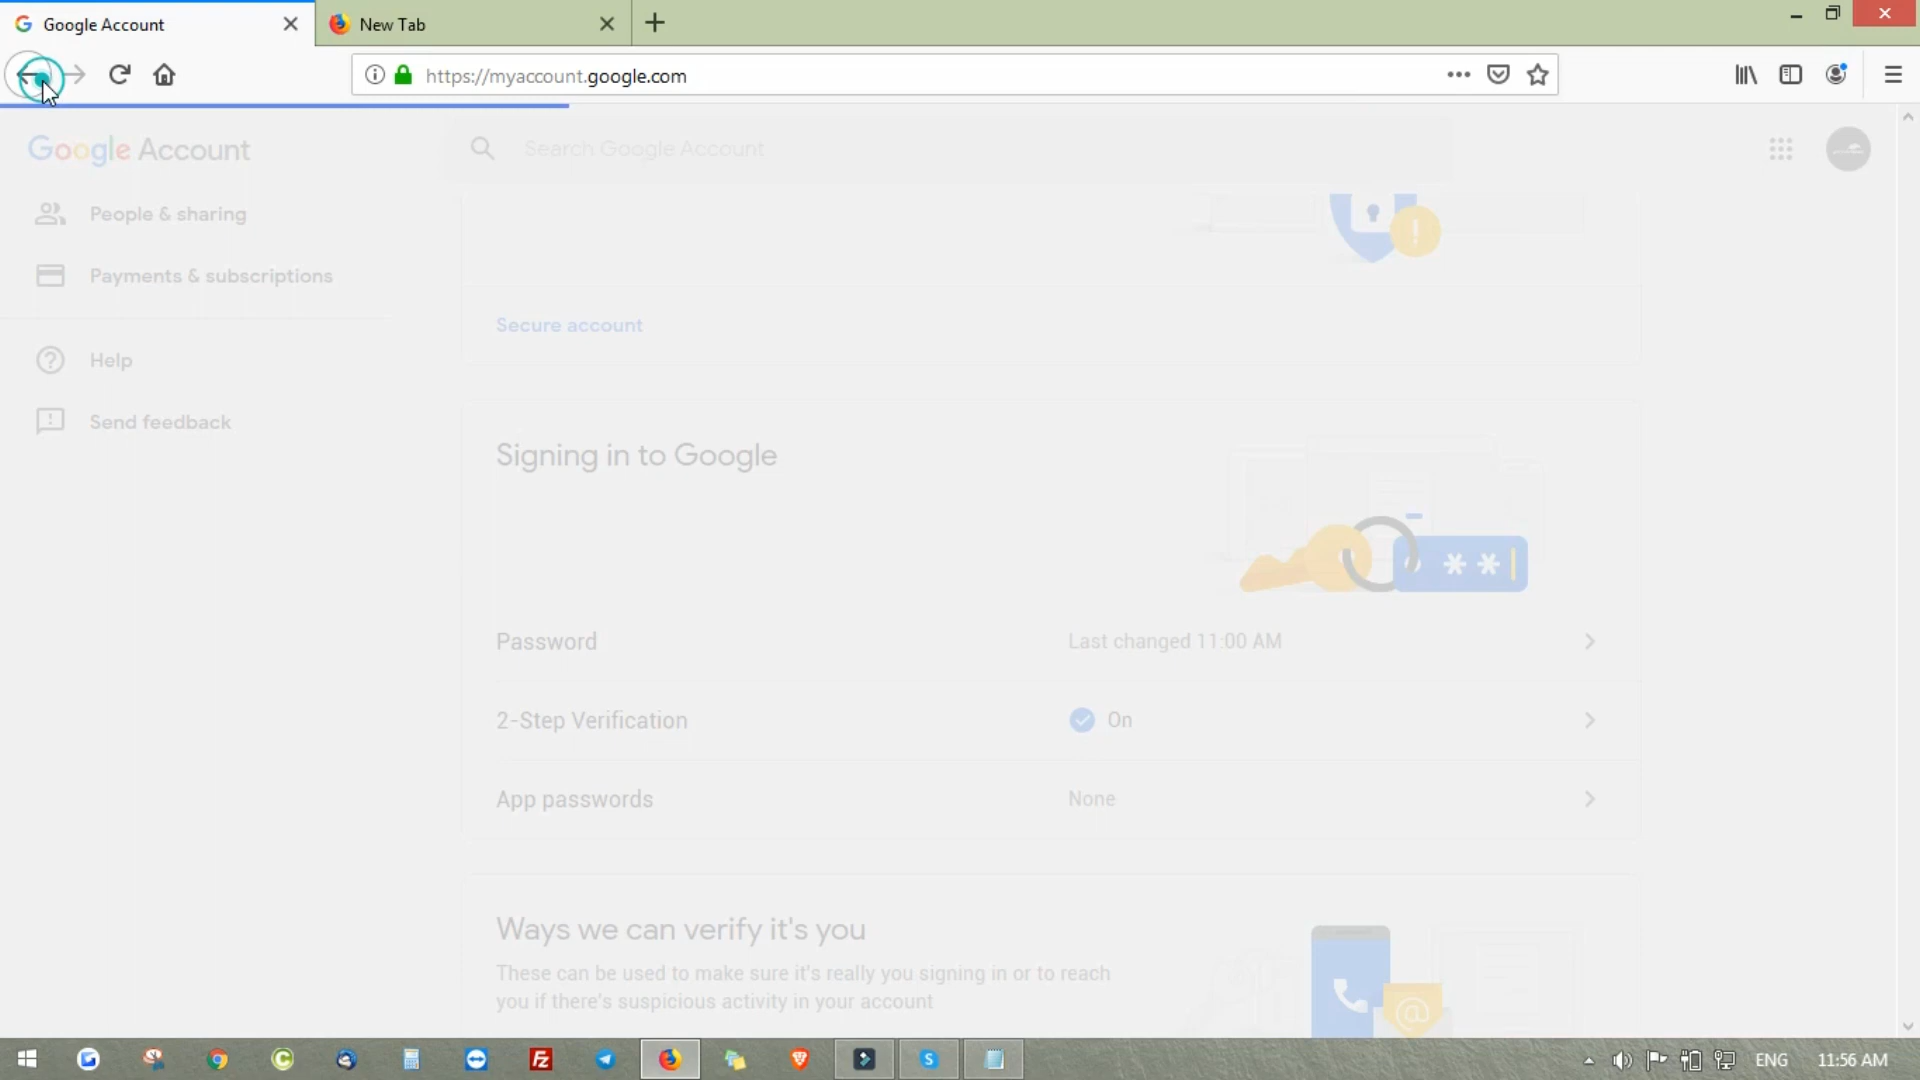 Google Account
New Tab
https://myaccount.google.com
Google Account
Search Google Account
People & sharing
Payments & subscriptions
Secure account
Help
Send feedback
Signing in to Google
Password
Last changed 11:00 AM
2-Step Verification
On
App passwords
None
Ways we can verify it's you
These can be used to make sure it's really you signing in or to reach
you if there's suspicious activity in your account
ENG
11:56 AM